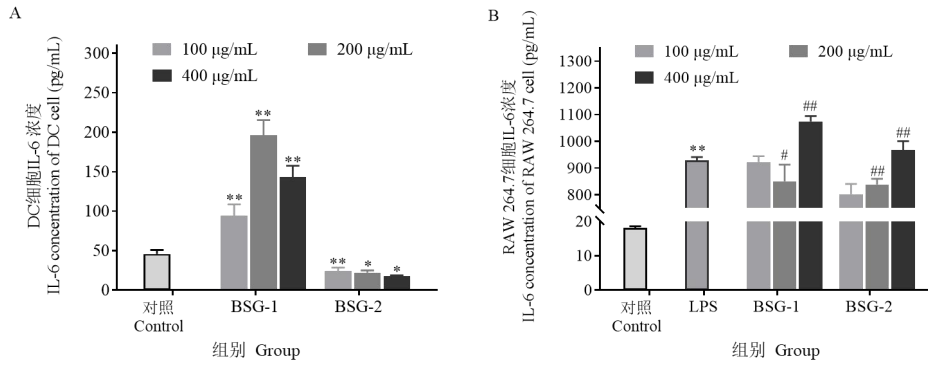 A
DC细胞IL-6 浓度
IL-6 concentration of DC cell (pg/mL)
100 μg/mL
200 μg/mL
400 μg/mL
300
250
200
150
100
50
0
**
**
**
**
*
*
对照
Control
BSG-1
BSG-2
组别 Group
B
RAW 264.7细胞IL-6浓度
IL-6 concentration of RAW 264.7 cell (pg/mL)
100 μg/mL
200 μg/mL
400 μg/mL
1300
1200
1100
1000
900
800
20
10
0
**
#
##
##
##
对照
Control
LPS
BSG-1
BSG-2
组别 Group